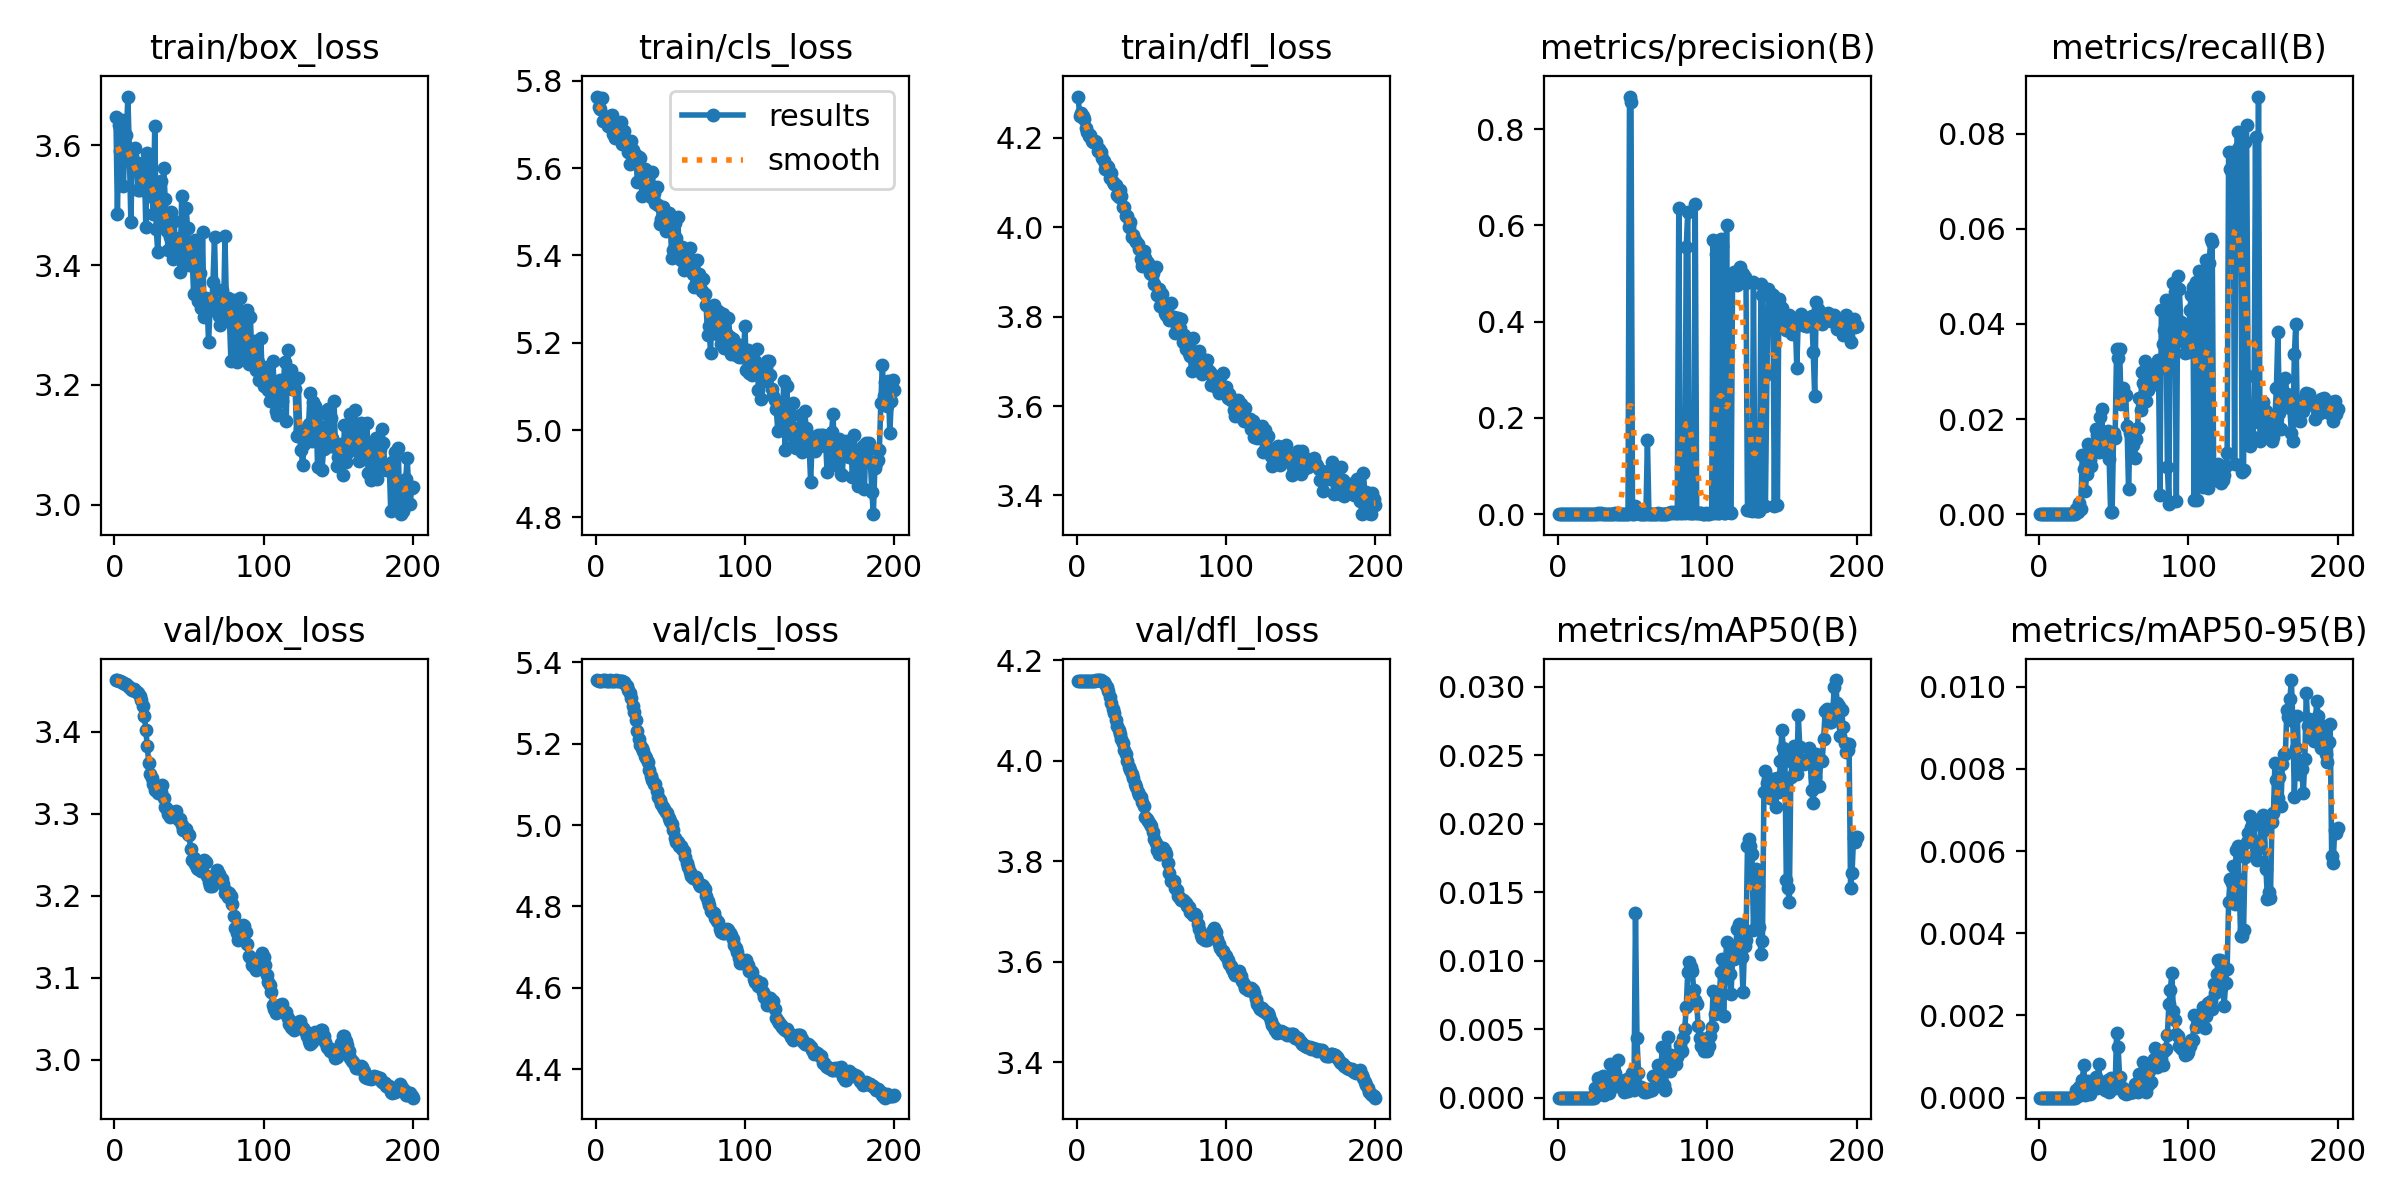 train/box_loss
3.6
3.4
3.2
3.0
0 100 200
train/cls_loss
results
smooth
5.8
5.6
5.4
5.2
5.0
4.8
0 100 200
train/dfl_loss
4.2
4.0
3.8
3.6
3.4
0 100 200
metrics/precision(B)
0.8
0.6
0.4
0.2
0.0
0 100 200
metrics/recall(B)
0.08
0.06
0.04
0.02
0.00
0 100 200
val/box_loss
3.4
3.3
3.2
3.1
3.0
0 100 200
val/cls_loss
5.4
5.2
5.0
4.8
4.6
4.4
0 100 200
val/dfl_loss
4.2
4.0
3.8
3.6
3.4
0 100 200
metrics/mAP50(B)
0.030
0.025
0.020
0.015
0.010
0.005
0.000
0 100 200
metrics/mAP50-95(B)
0.010
0.008
0.006
0.004
0.002
0.000
0 100 200